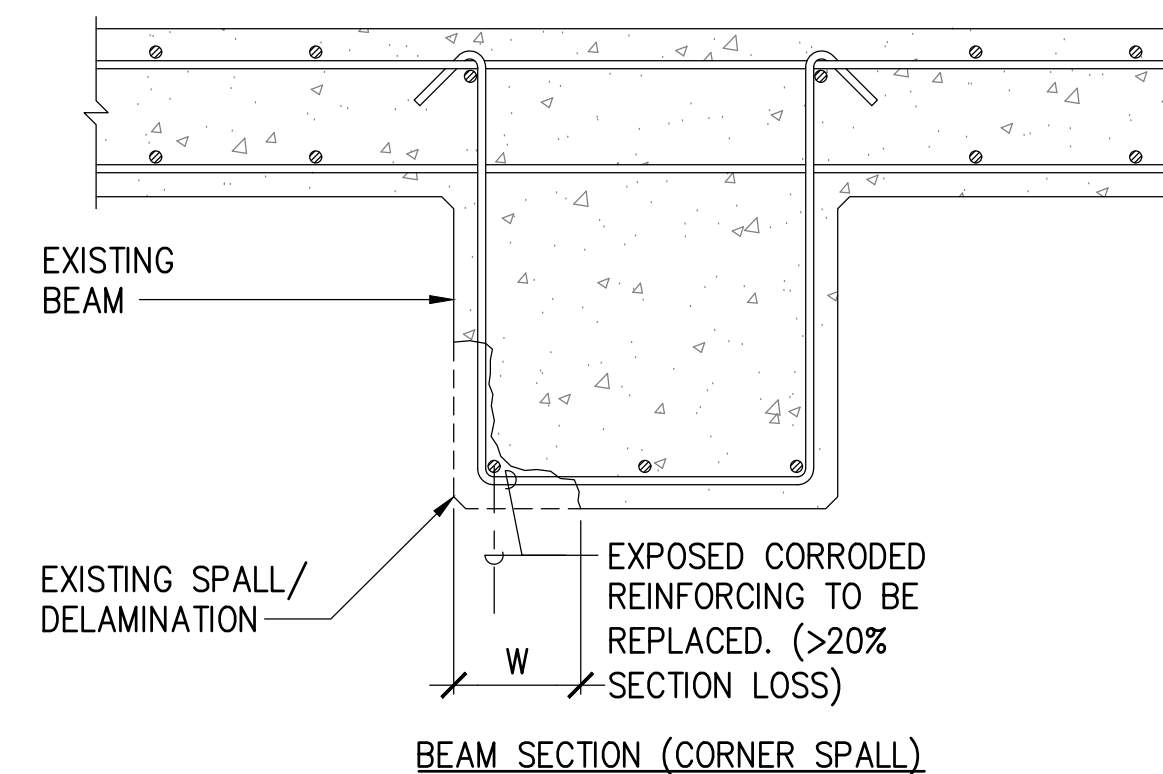 EXISTING
BEAM
EXISTING SPALL/
DELAMINATION
EXPOSED CORRODED
REINFORCING TO BE
REPLACED. (>20%
SECTION LOSS)
W
BEAM SECTION (CORNER SPALL)